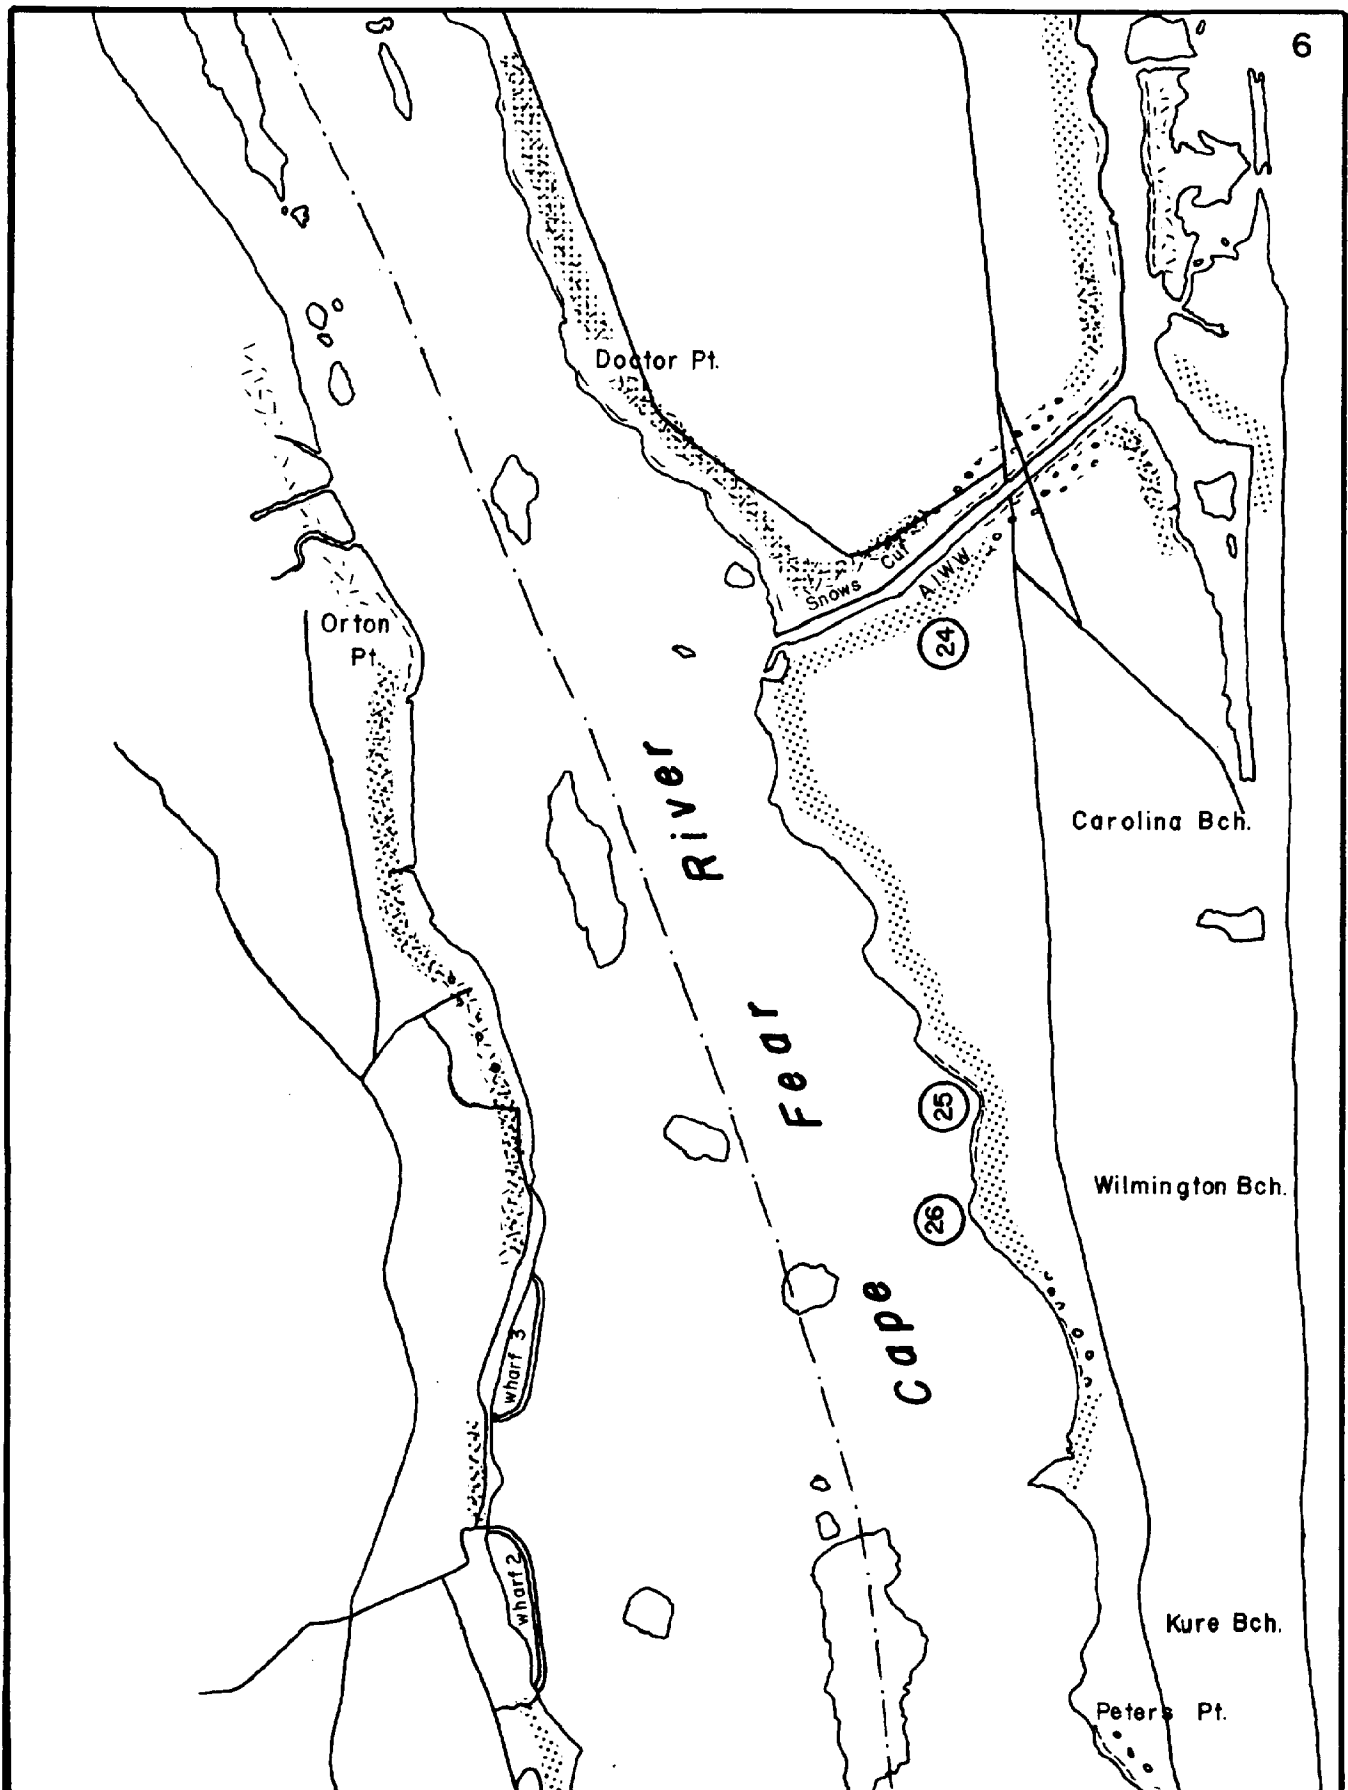 6
Doctor Pt.
Snows Cut
A.I.W.W.
Orton
Pt.
24
River
Carolina Bch.
Fear
25
Wilmington Bch.
26
Cape
wharf 3
wharf 2
Kure Bch.
Peters Pt.